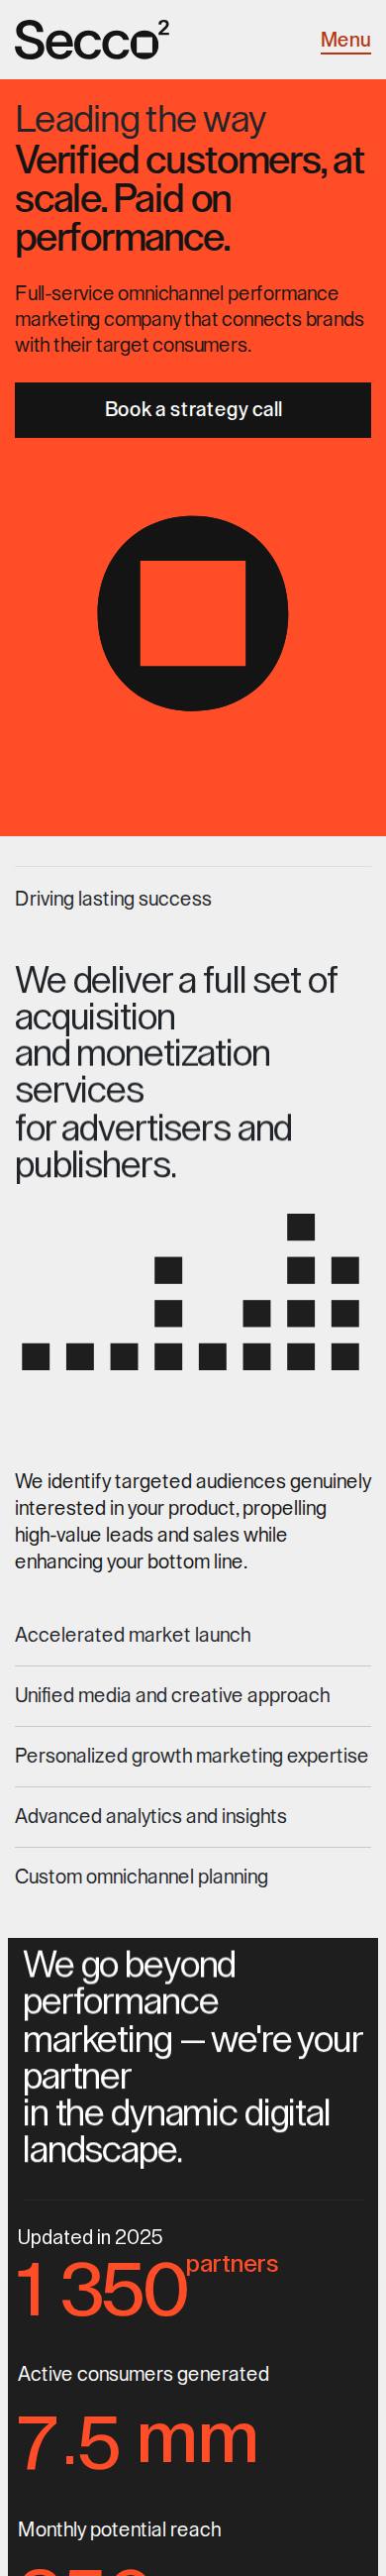 Secco²
Menu
Leading the way
Verified customers, at
scale. Paid on
performance.
Full-service omnichannel performance
marketing company that connects brands
with their target consumers.
Book a strategy call
Driving lasting success
We deliver a full set of
acquisition
and monetization
services
for advertisers and
publishers.
We identify targeted audiences genuinely
interested in your product, propelling
high-value leads and sales while
enhancing your bottom line.
Accelerated market launch
Unified media and creative approach
Personalized growth marketing expertise
Advanced analytics and insights
Custom omnichannel planning
We go beyond
performance
marketing — we're your
partner
in the dynamic digital
landscape.
Updated in 2025
1 350 partners
Active consumers generated
7.5 mm
Monthly potential reach